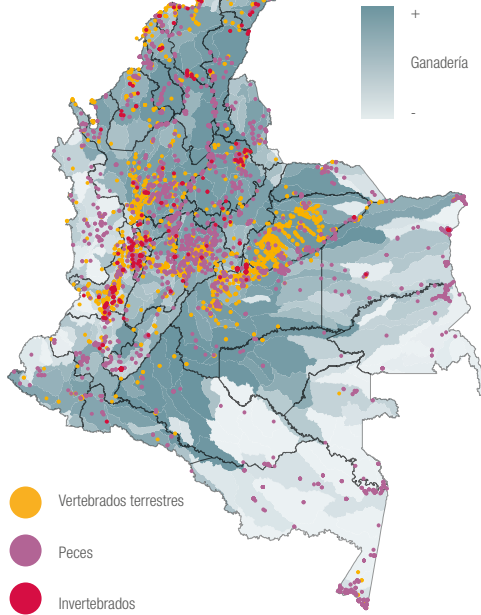 +
Ganadería
-
Vertebrados terrestres
Peces
Invertebrados